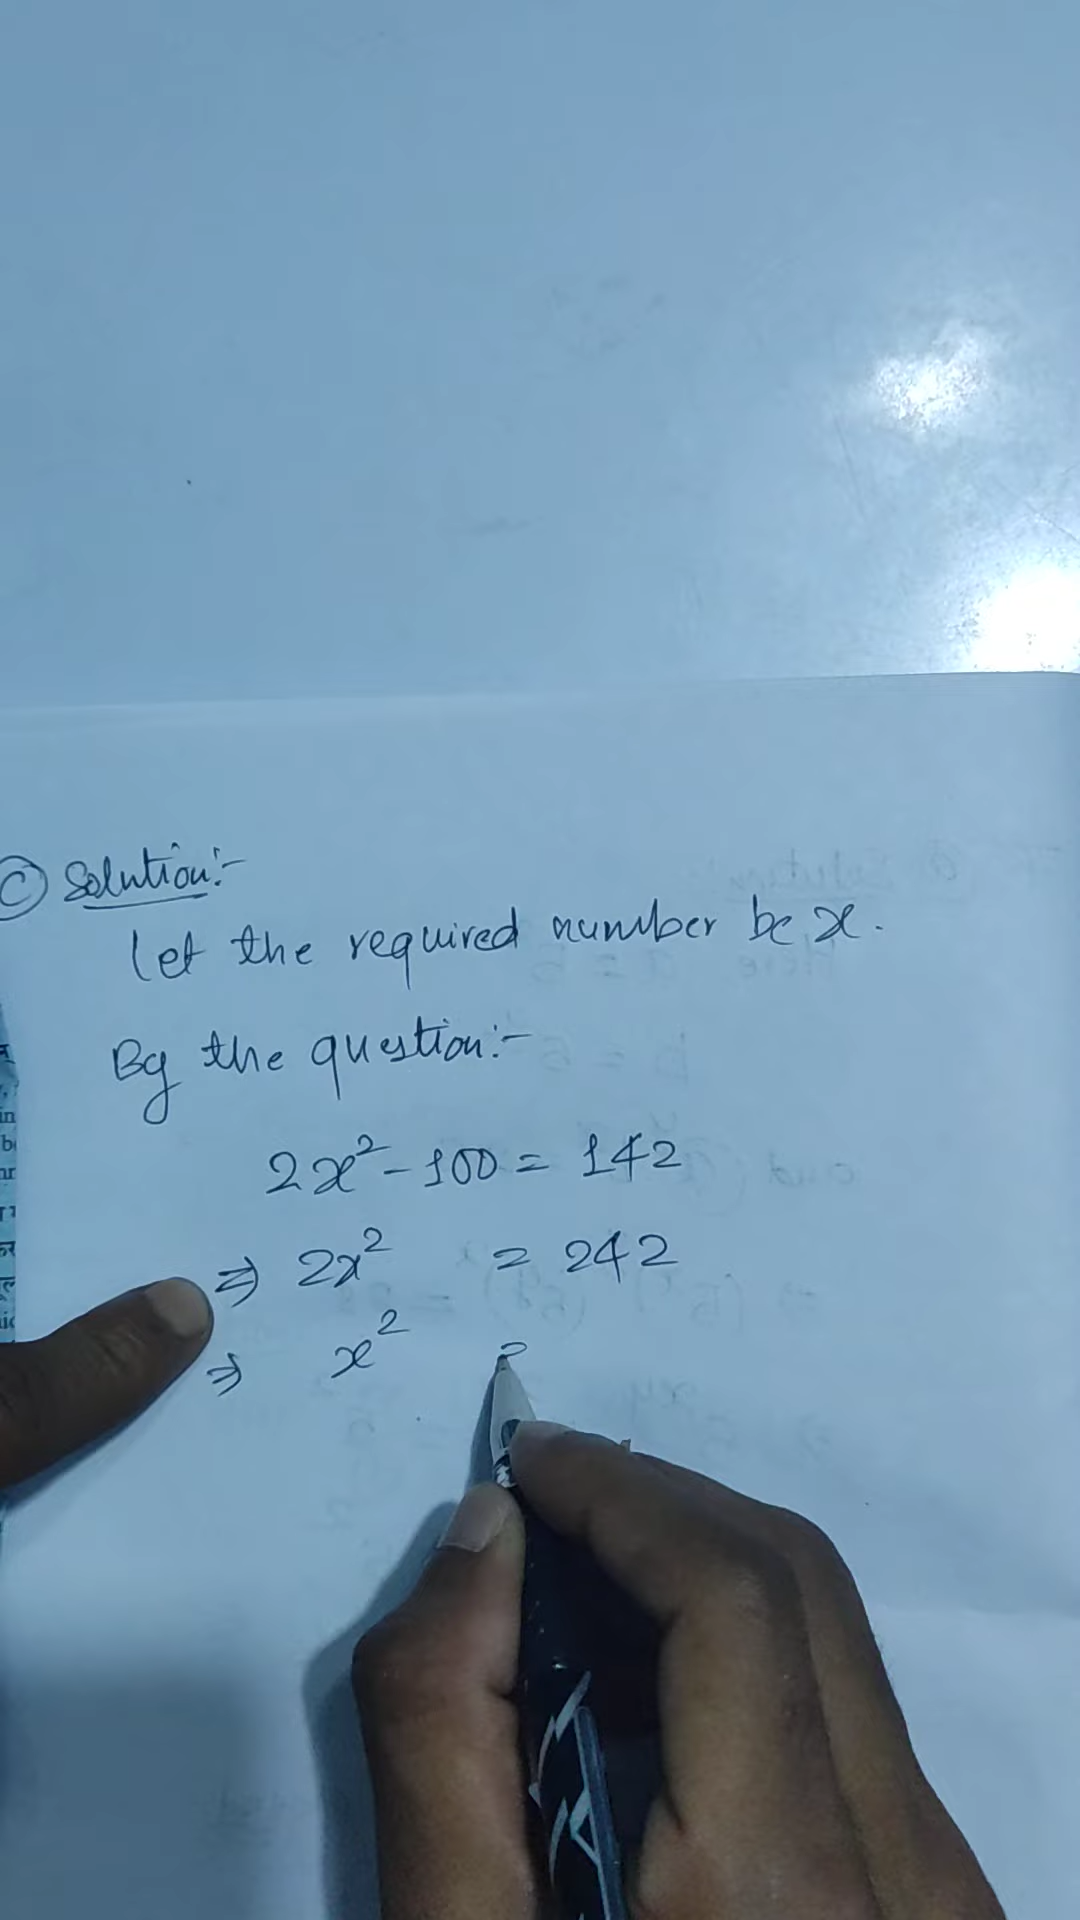 C Solution:-
Let the required number be x.
By the question:-
2x² - 100 = 142
⇒ 2x² = 242
⇒ x² =